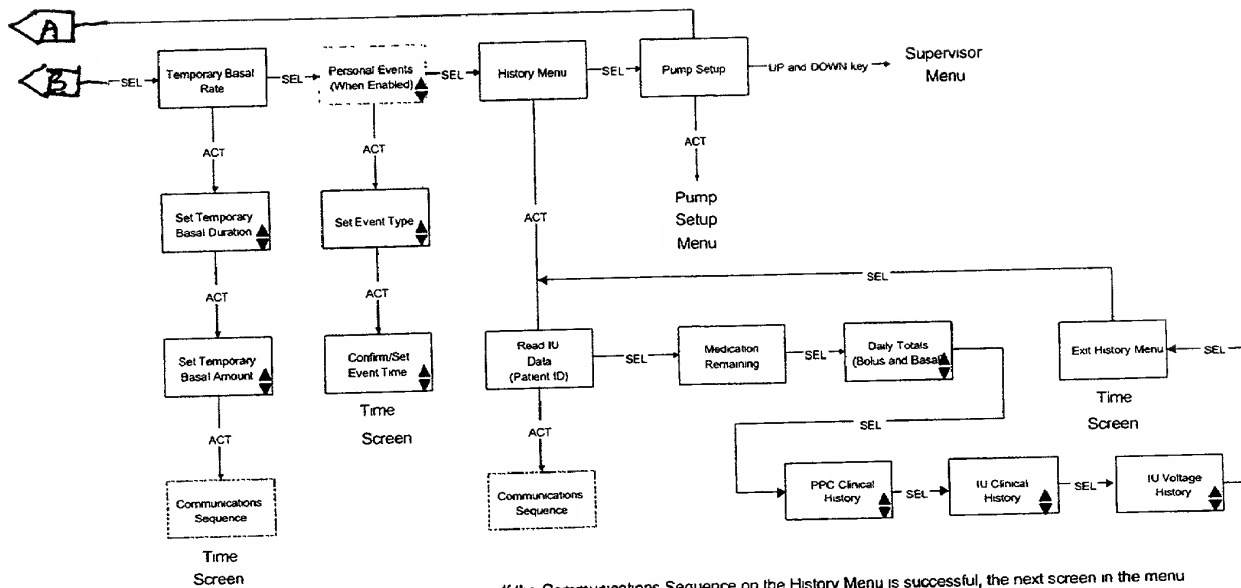 A
B
SEL
Temporary Basal
Rate
SEL
Personal Events
(When Enabled)
SEL
History Menu
SEL
Pump Setup
UP and DOWN key
Supervisor
Menu
ACT
ACT
ACT
ACT
Pump
Setup
Menu
Set Temporary
Basal Duration
Set Event Type
ACT
ACT
SEL
Set Temporary
Basal Amount
Confirm/Set
Event Time
Read IU
Data
(Patient ID)
SEL
Medication
Remaining
SEL
Daily Totals
(Bolus and Basal)
Exit History Menu
SEL
Time
Screen
Time
Screen
ACT
ACT
SEL
Communications
Sequence
Communications
Sequence
PPC Clinical
History
SEL
IU Clinical
History
SEL
IU Voltage
History
Time
Screen
If the Communications Sequence on the History Menu is successful, the next screen in the menu